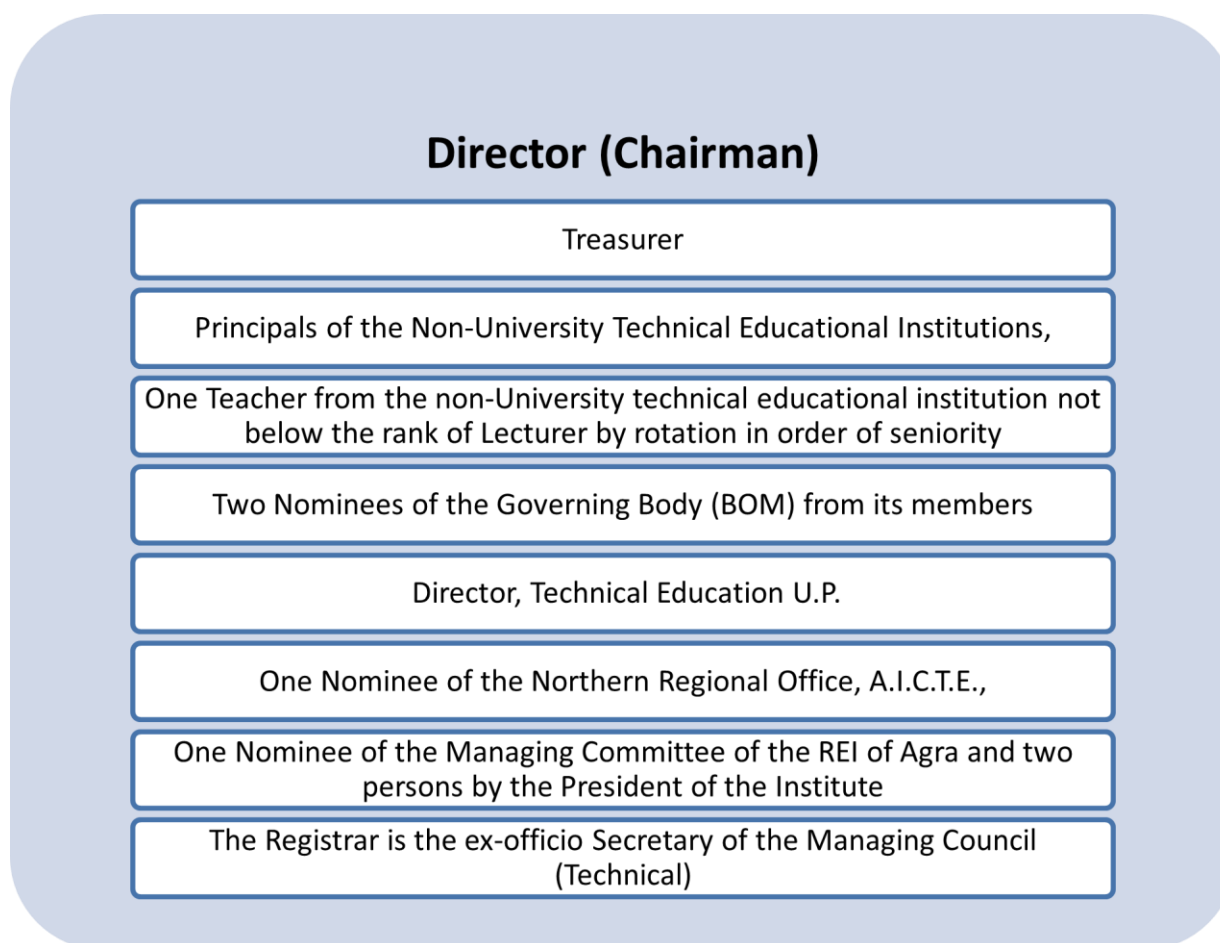 Director (Chairman)
Treasurer
Principals of the Non-University Technical Educational Institutions,
One Teacher from the non-University technical educational institution not
below the rank of Lecturer by rotation in order of seniority
Two Nominees of the Governing Body (BOM) from its members
Director, Technical Education U.P.
One Nominee of the Northern Regional Office, A.I.C.T.E.,
One Nominee of the Managing Committee of the REI of Agra and two
persons by the President of the Institute
The Registrar is the ex-officio Secretary of the Managing Council
(Technical)